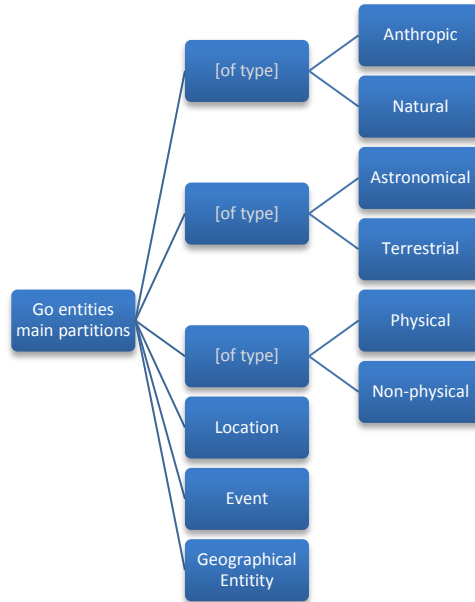 Go entities
main partitions
[of type]
Anthropic
Natural
[of type]
Astronomical
Terrestrial
[of type]
Physical
Non-physical
Location
Event
Geographical
Entitity